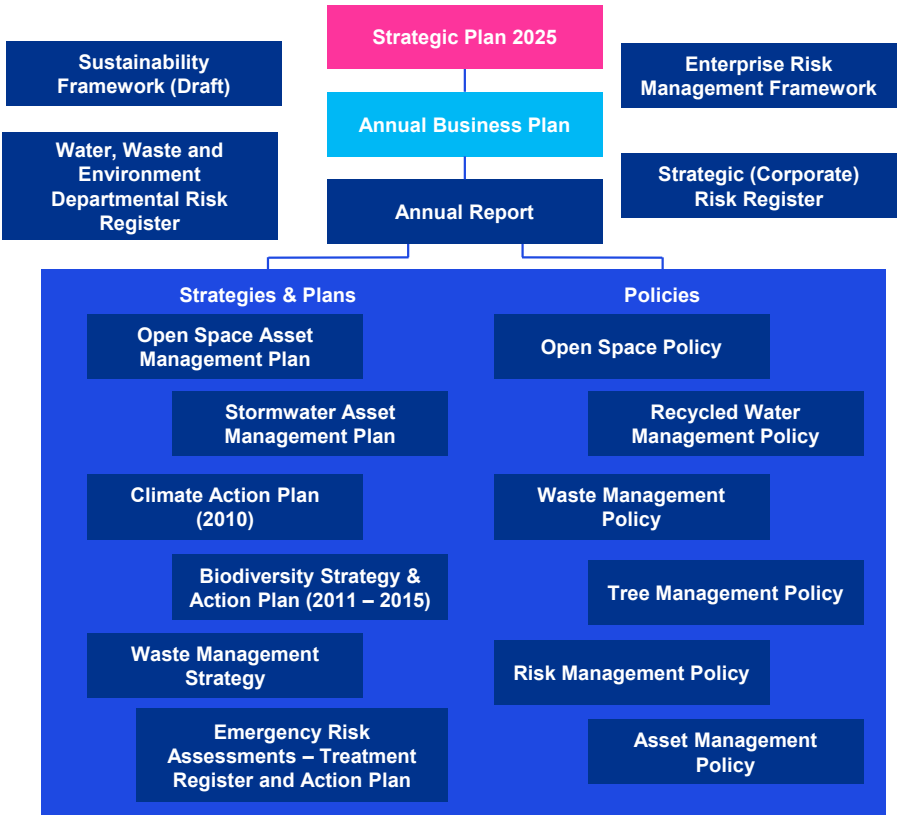 Strategic Plan 2025
Sustainability
Framework (Draft)
Enterprise Risk
Management Framework
Annual Business Plan
Water, Waste and
Environment
Departmental Risk
Register
Strategic (Corporate)
Risk Register
Annual Report
Strategies & Plans
Policies
Open Space Asset
Management Plan
Open Space Policy
Stormwater Asset
Management Plan
Recycled Water
Management Policy
Climate Action Plan
(2010)
Waste Management
Policy
Biodiversity Strategy &
Action Plan (2011 – 2015)
Tree Management Policy
Waste Management
Strategy
Risk Management Policy
Emergency Risk
Assessments – Treatment
Register and Action Plan
Asset Management
Policy